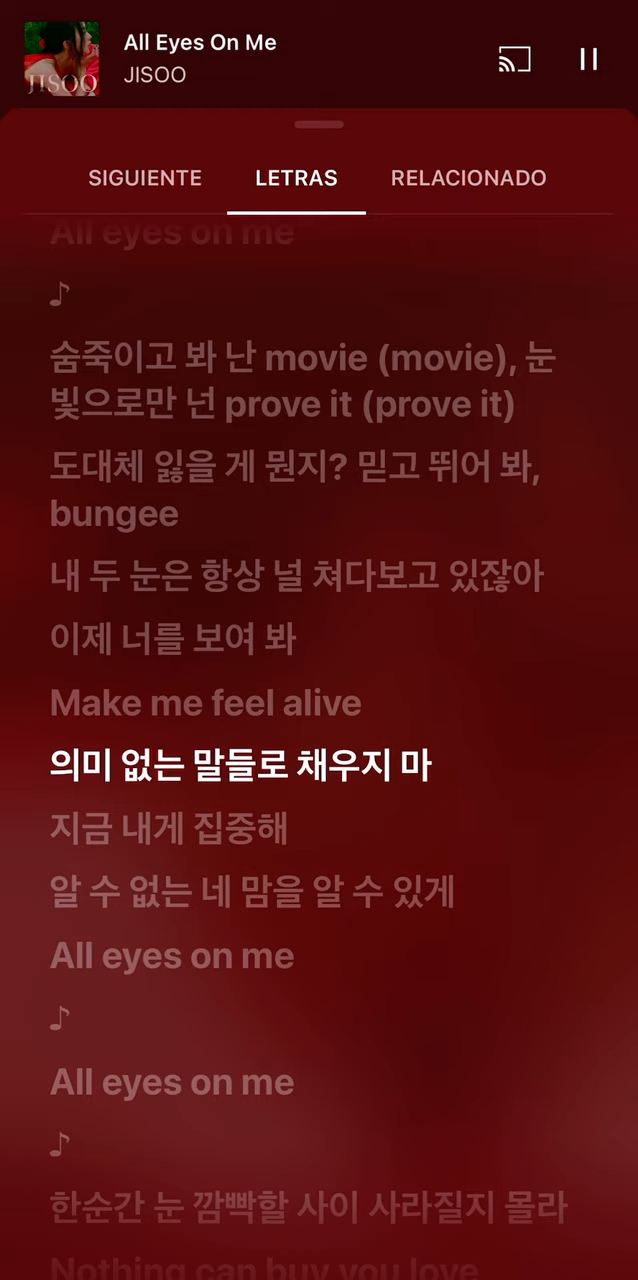 All Eyes On Me
JISOO
JISOO
SIGUIENTE LETRAS RELACIONADO
All eyes on me
♪
숨죽이고 봐 난 movie (movie), 눈
빛으로만 넌 prove it (prove it)
도대체 잃을 게 뭔지? 믿고 뛰어 봐,
bungee
내 두 눈은 항상 널 쳐다보고 있잖아
이제 너를 보여 봐
Make me feel alive
의미 없는 말들로 채우지 마
지금 내게 집중해
알 수 없는 네 맘을 알 수 있게
All eyes on me
♪
All eyes on me
♪
한순간 눈 깜빡할 사이 사라질지 몰라
Nothing can buy you love